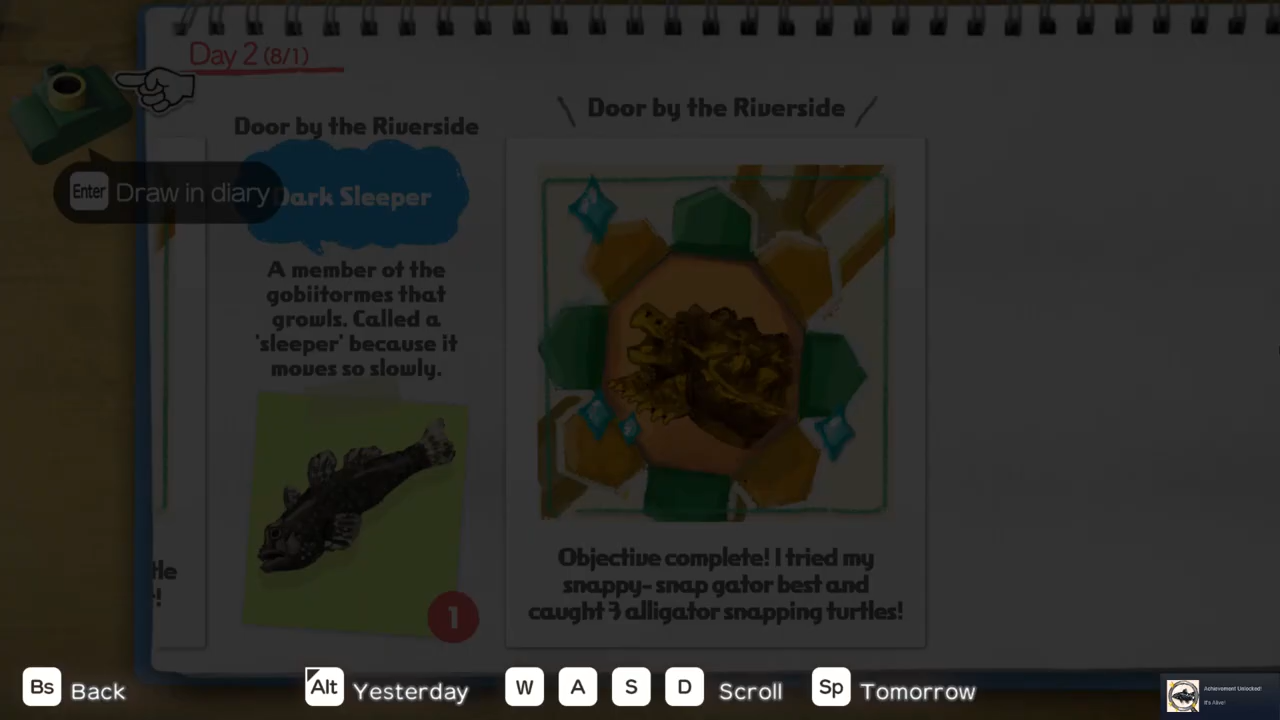 Day 2 (8/1)
Door by the Riverside
Dark Sleeper
A member of the
gobiiformes that
growls. Called a
'sleeper' because it
moves so slowly.
1
Door by the Riverside
Objective complete! I tried my
snappy-snap gator best and
caught 3 alligator snapping turtles!
Enter Draw in diary
Bs Back
Alt Yesterday
W A S D Scroll
Sp Tomorrow
Achievement Unlocked!
It's Alive!